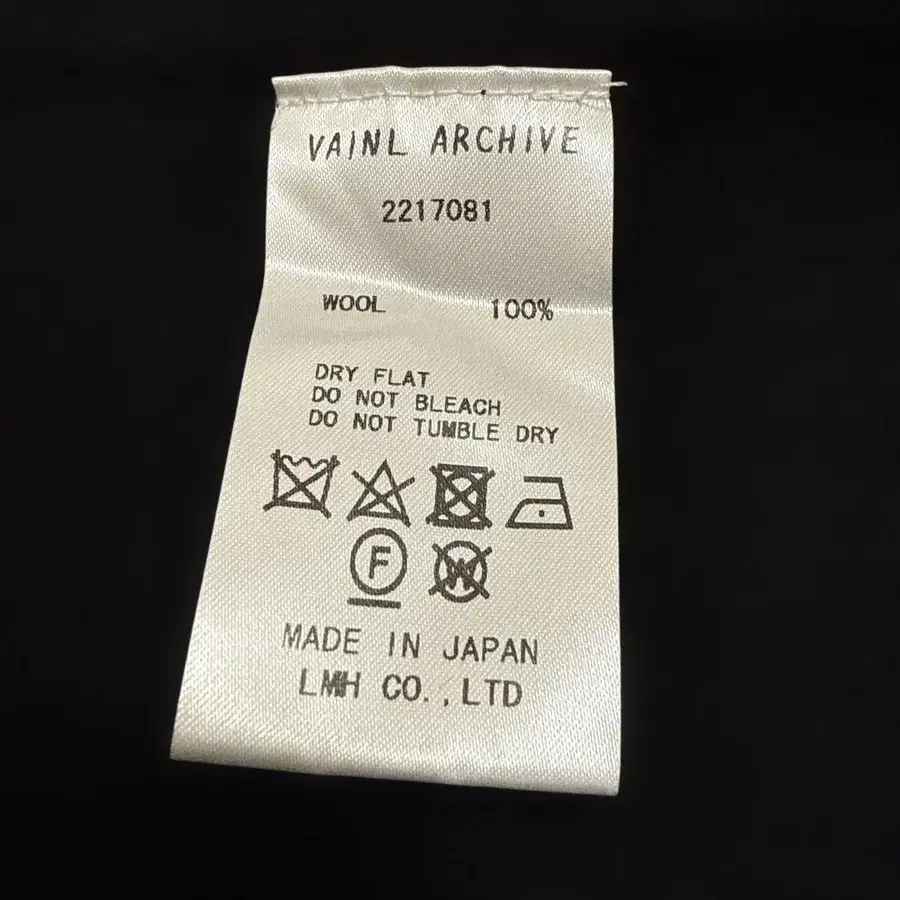 VAINL ARCHIVE
2217081
WOOL 100%
DRY FLAT
DO NOT BLEACH
DO NOT TUMBLE DRY
F W
MADE IN JAPAN
LMH CO., LTD